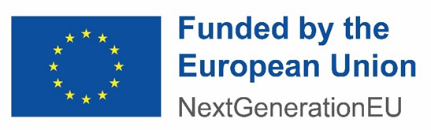 Funded by the
European Union
NextGenerationEU